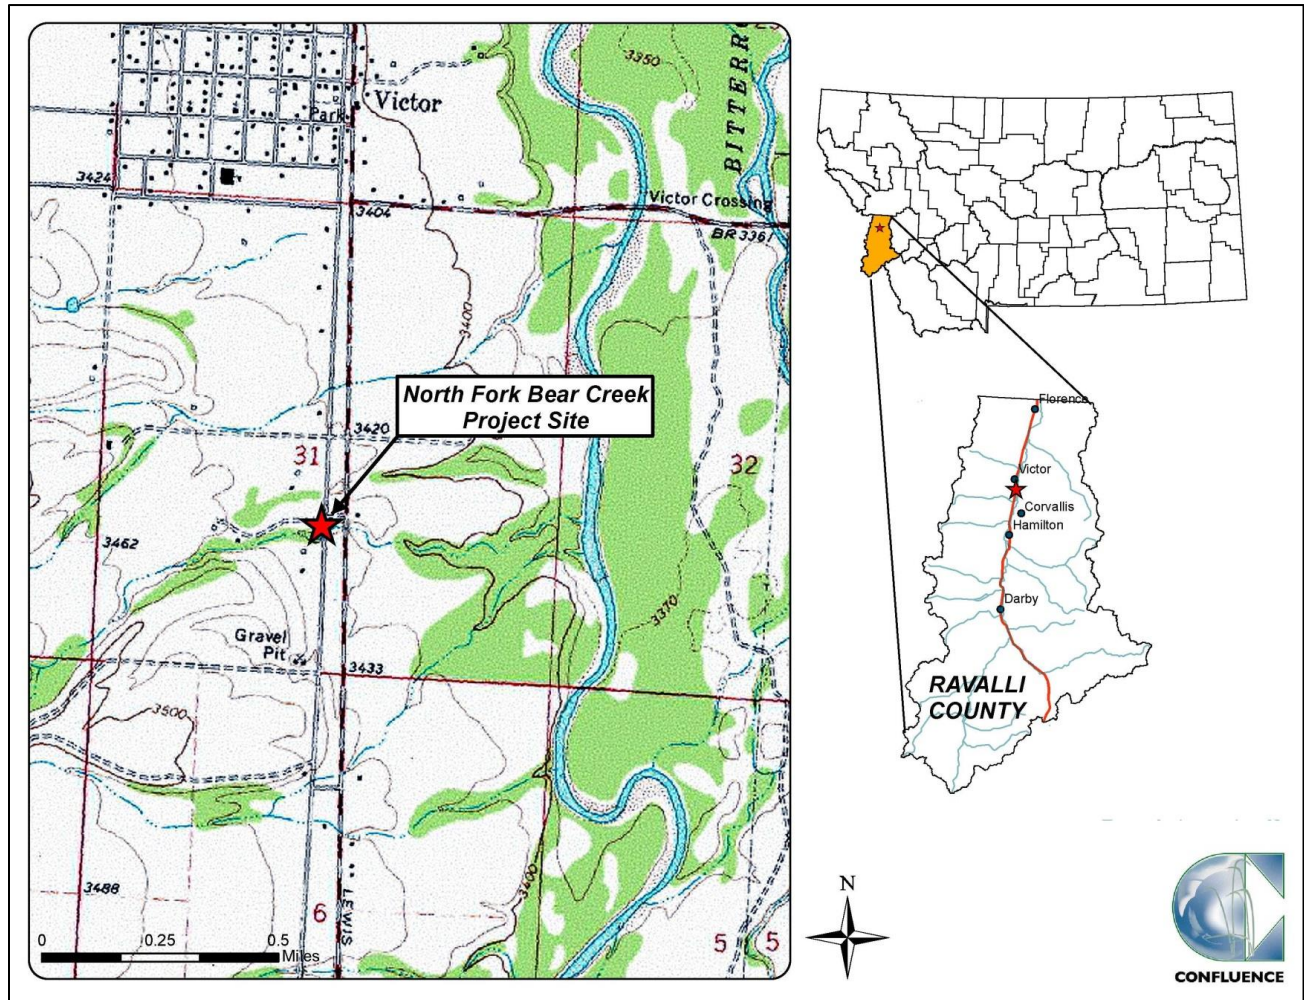 3350
BITTERR
Victor
Park
3424
3404
Victor Crossing
BR 3361
3400
North Fork Bear Creek
Project Site
3420
31
32
3462
3370
Gravel
Pit
3433
3500
3488
3400
LEWIS
6
5
5
0
0.25
0.5
Miles
Florence
Victor
Corvallis
Hamilton
Darby
RAVALLI
COUNTY
N
CONFLUENCE